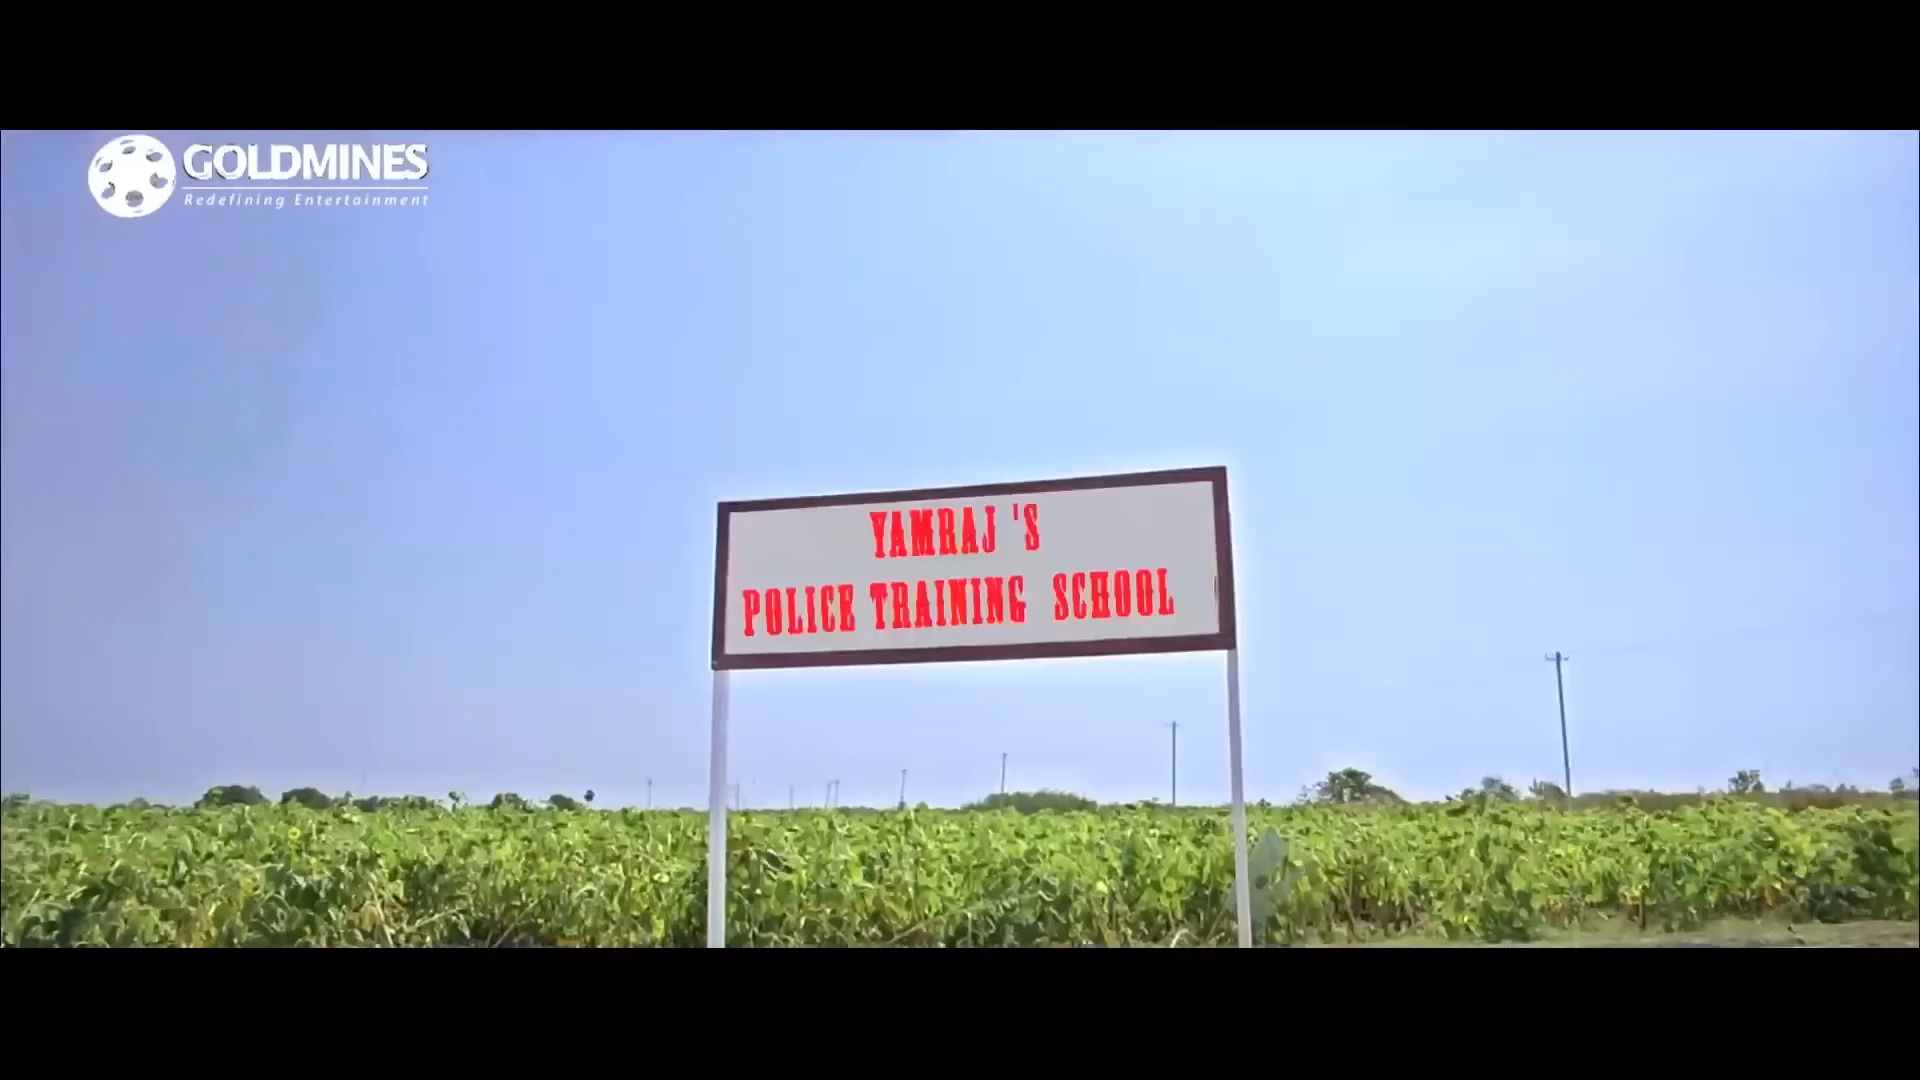 GOLDMINES
Redefining Entertainment
YAMRAJ 'S
POLICE TRAINING SCHOOL